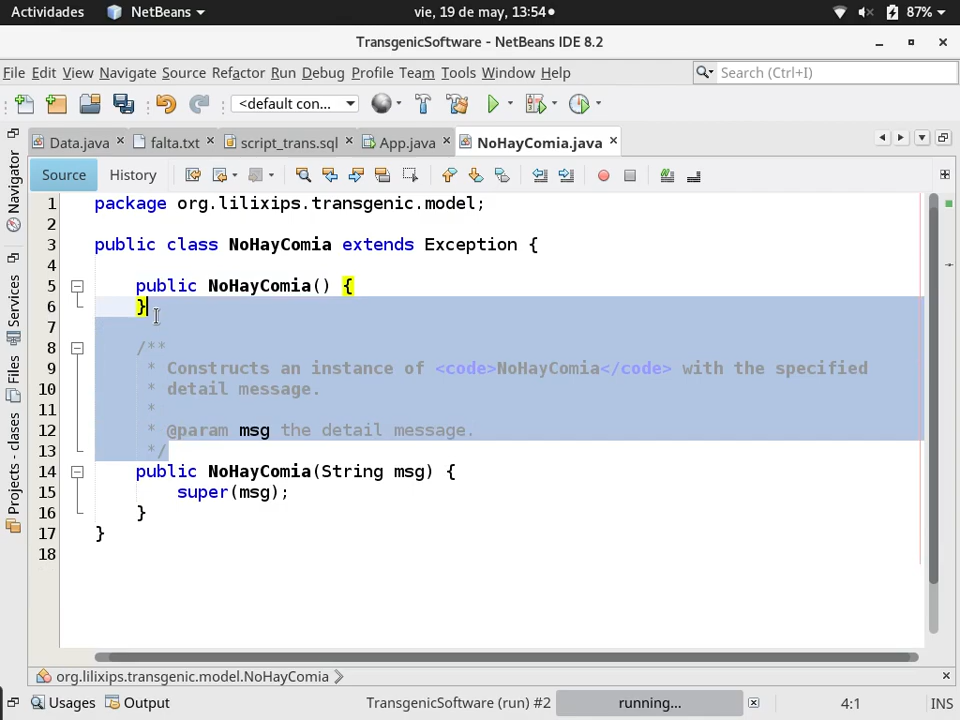 Actividades NetBeans vie, 19 de may, 13:54 87%
TransgenicSoftware - NetBeans IDE 8.2
File Edit View Navigate Source Refactor Run Debug Profile Team Tools Window Help Search (Ctrl+I)
<default con...
Data.java falta.txt script_trans.sql App.java NoHayComia.java
Source History
Navigator
Services
Files
Projects - clases
1 package org.lilixips.transgenic.model;
2
3 public class NoHayComia extends Exception {
4
5 public NoHayComia() {
6 }
7
8 /**
9 * Constructs an instance of <code>NoHayComia</code> with the specified
10 * detail message.
11 *
12 * @param msg the detail message.
13 */
14 public NoHayComia(String msg) {
15 super(msg);
16 }
17 }
18
org.lilixips.transgenic.model.NoHayComia
Usages Output TransgenicSoftware (run) #2 running... 4:1 INS